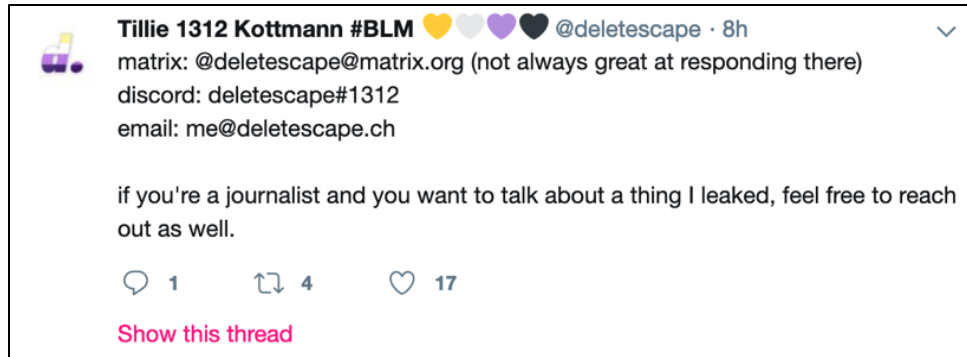 Tillie 1312 Kottmann #BLM 💛🤍💜🖤 @deletescape · 8h
matrix: @deletescape@matrix.org (not always great at responding there)
discord: deletescape#1312
email: me@deletescape.ch
if you're a journalist and you want to talk about a thing I leaked, feel free to reach
out as well.
1 4 17
Show this thread